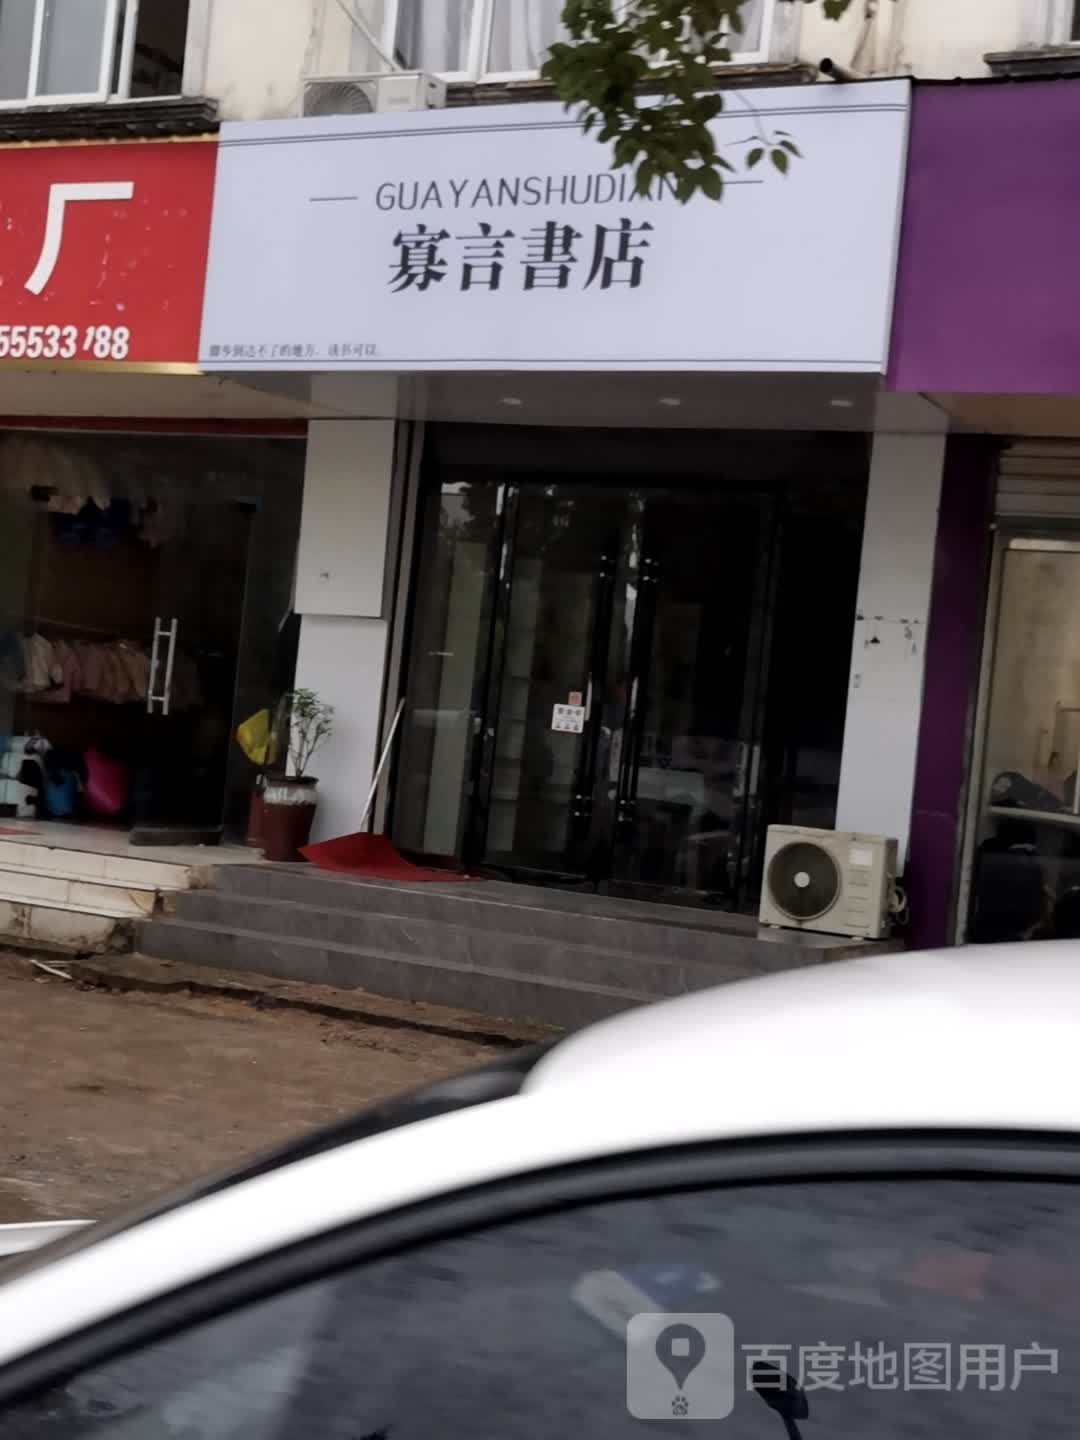 厂
55533 188
GUAYANSHUDIAN
寡言書店
脚步到达不了的地方，读书可以。
百度地图用户